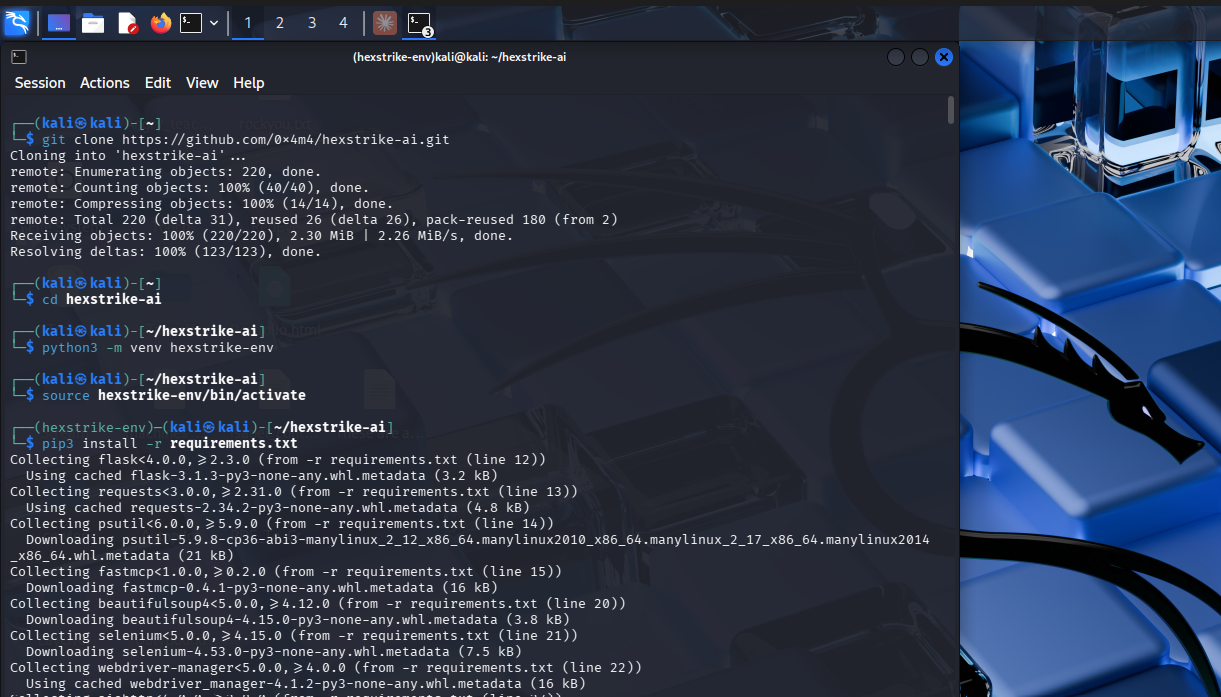 1 2 3 4
3
(hexstrike-env)kali@kali: ~/hexstrike-ai
Session Actions Edit View Help
┌──(kali㉿kali)-[~]
└─$ git clone https://github.com/0×4m4/hexstrike-ai.git
Cloning into 'hexstrike-ai'...
remote: Enumerating objects: 220, done.
remote: Counting objects: 100% (40/40), done.
remote: Compressing objects: 100% (14/14), done.
remote: Total 220 (delta 31), reused 26 (delta 26), pack-reused 180 (from 2)
Receiving objects: 100% (220/220), 2.30 MiB | 2.26 MiB/s, done.
Resolving deltas: 100% (123/123), done.
┌──(kali㉿kali)-[~]
└─$ cd hexstrike-ai
┌──(kali㉿kali)-[~/hexstrike-ai]
└─$ python3 -m venv hexstrike-env
┌──(kali㉿kali)-[~/hexstrike-ai]
└─$ source hexstrike-env/bin/activate
┌──(hexstrike-env)─(kali㉿kali)-[~/hexstrike-ai]
└─$ pip3 install -r requirements.txt
Collecting flask<4.0.0,≥2.3.0 (from -r requirements.txt (line 12))
Using cached flask-3.1.3-py3-none-any.whl.metadata (3.2 kB)
Collecting requests<3.0.0,≥2.31.0 (from -r requirements.txt (line 13))
Using cached requests-2.34.2-py3-none-any.whl.metadata (4.8 kB)
Collecting psutil<6.0.0,≥5.9.0 (from -r requirements.txt (line 14))
Downloading psutil-5.9.8-cp36-abi3-manylinux_2_12_x86_64.manylinux2010_x86_64.manylinux_2_17_x86_64.manylinux2014
_x86_64.whl.metadata (21 kB)
Collecting fastmcp<1.0.0,≥0.2.0 (from -r requirements.txt (line 15))
Downloading fastmcp-0.4.1-py3-none-any.whl.metadata (16 kB)
Collecting beautifulsoup4<5.0.0,≥4.12.0 (from -r requirements.txt (line 20))
Downloading beautifulsoup4-4.15.0-py3-none-any.whl.metadata (3.8 kB)
Collecting selenium<5.0.0,≥4.15.0 (from -r requirements.txt (line 21))
Downloading selenium-4.53.0-py3-none-any.whl.metadata (7.5 kB)
Collecting webdriver-manager<5.0.0,≥4.0.0 (from -r requirements.txt (line 22))
Using cached webdriver_manager-4.1.2-py3-none-any.whl.metadata (16 kB)